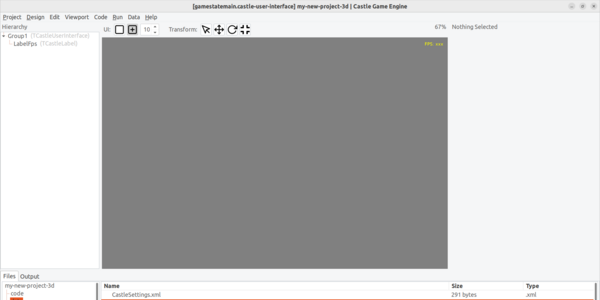 [gamestatemain.castle-user-interface] my-new-project-3d | Castle Game Engine
Project Design Edit Viewport Code Run Data Help
Hierarchy
Group1 (TCastleUserInterface)
LabelFps (TCastleLabel)
UI: 10 Transform: 67%
Nothing Selected
FPS: xxx
Files Output
my-new-project-3d
code
Name Size Type
CastleSettings.xml 291 bytes .xml